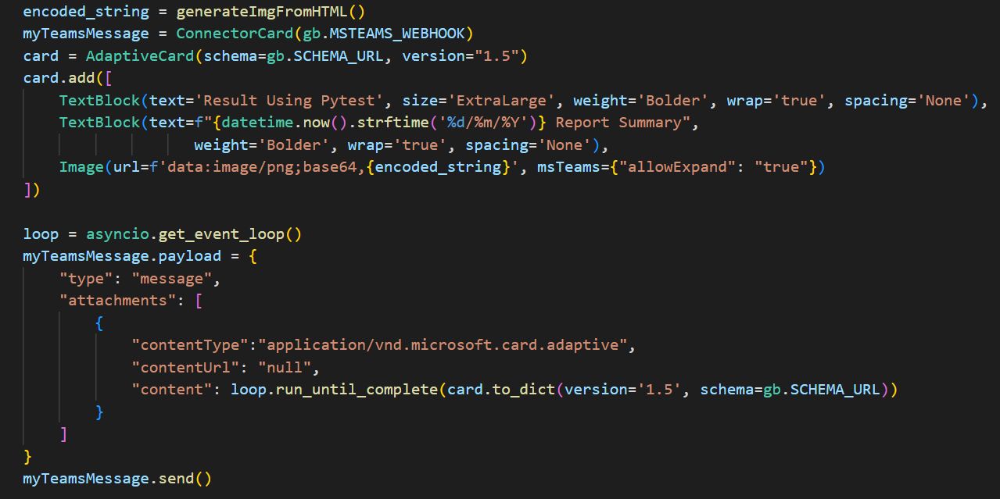 encoded_string = generateImgFromHTML()
myTeamsMessage = ConnectorCard(gb.MSTEAMS_WEBHOOK)
card = AdaptiveCard(schema=gb.SCHEMA_URL, version="1.5")
card.add([
    TextBlock(text='Result Using Pytest', size='ExtraLarge', weight='Bolder', wrap='true', spacing='None'),
    TextBlock(text=f"{datetime.now().strftime('%d/%m/%Y')} Report Summary",
                   weight='Bolder', wrap='true', spacing='None'),
    Image(url=f'data:image/png;base64,{encoded_string}', msTeams={"allowExpand": "true"})
])

loop = asyncio.get_event_loop()
myTeamsMessage.payload = {
    "type": "message",
    "attachments": [
        {
            "contentType":"application/vnd.microsoft.card.adaptive",
            "contentUrl": "null",
            "content": loop.run_until_complete(card.to_dict(version='1.5', schema=gb.SCHEMA_URL))
        }
    ]
}
myTeamsMessage.send()